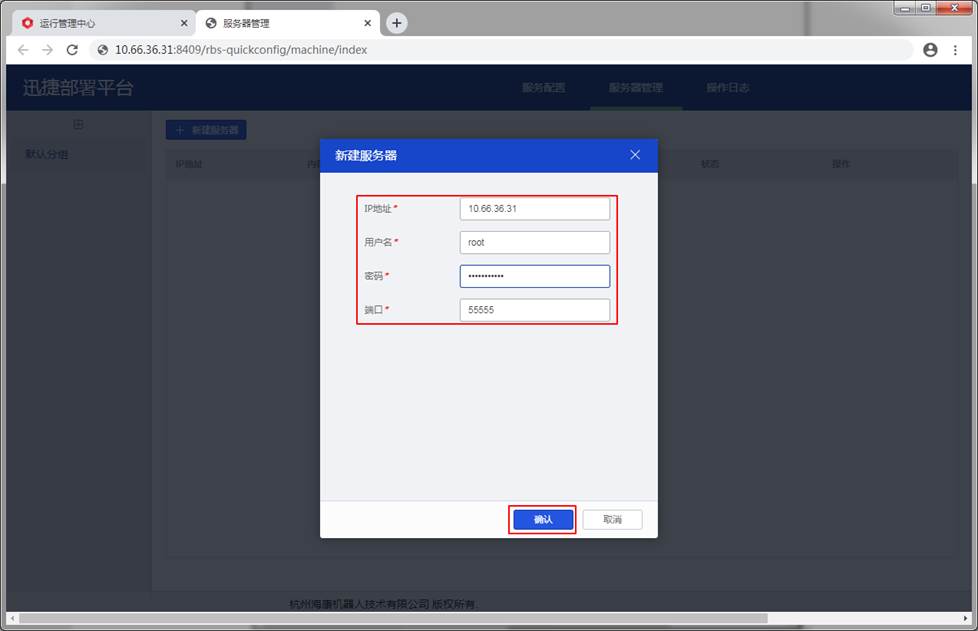 运行管理中心
服务器管理
10.66.36.31:8409/rbs-quickconfig/machine/index
迅捷部署平台
服务配置
服务器管理
操作日志
默认分组
新建服务器
IP地址
内
状态
操作
新建服务器
IP地址* 10.66.36.31
用户名* root
密码* •••••••••••
端口* 55555
确认
取消
杭州海康机器人技术有限公司 版权所有.